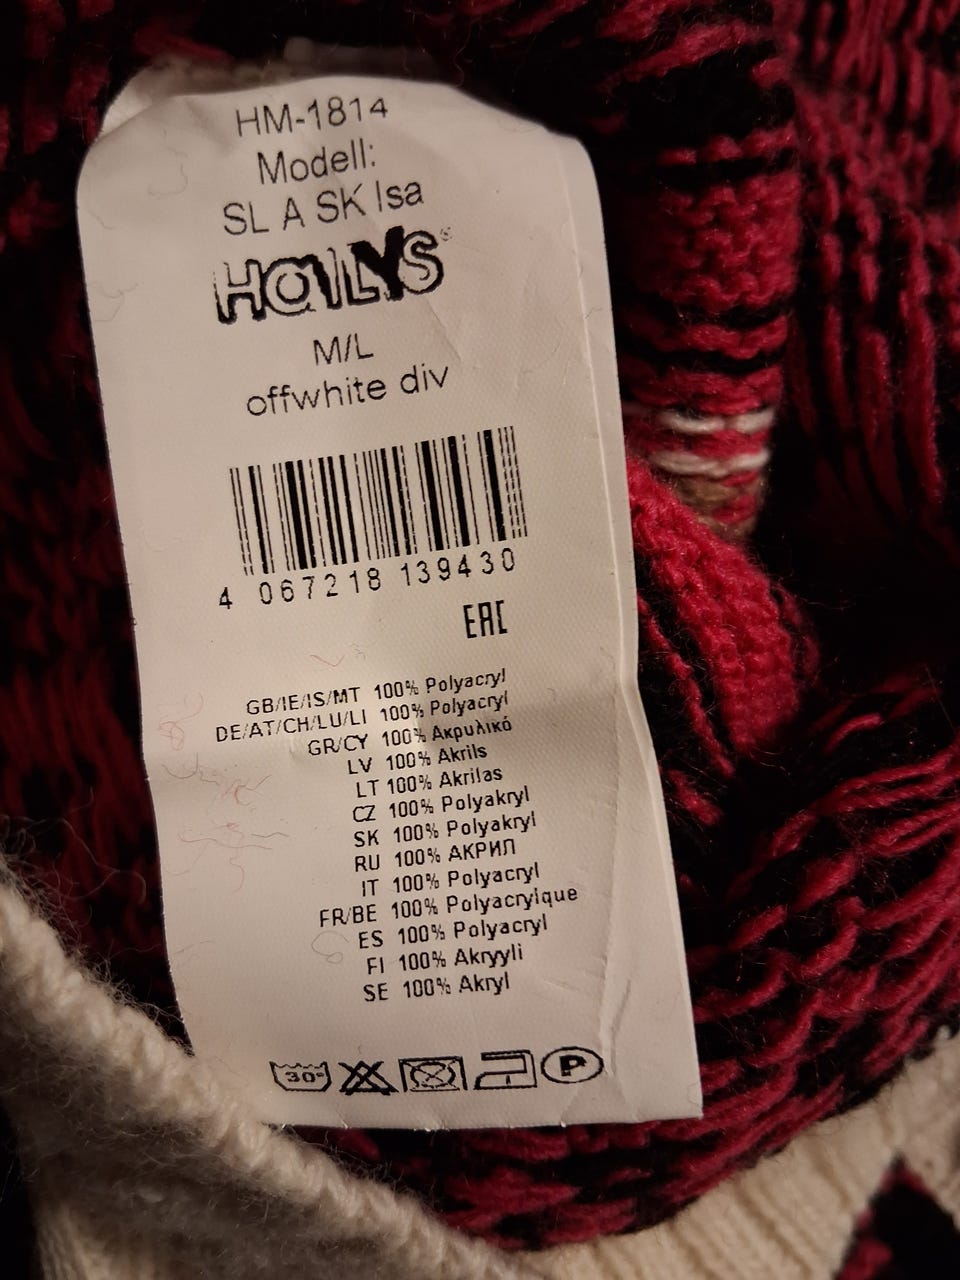 HM-1814
Modell:
SL A SK Isa
HaILYS®
M/L
offwhite div
4 067218 139430
EAC
GB/IE/IS/MT 100% Polyacryl
DE/AT/CH/LU/LI 100% Polyacryl
GR/CY 100% Ακρυλικό
LV 100% Akrils
LT 100% Akrilas
CZ 100% Polyakryl
SK 100% Polyakryl
RU 100% АКРИЛ
IT 100% Polyacryl
FR/BE 100% Polyacrylque
ES 100% Polyacryl
FI 100% Akryyli
SE 100% Akryl
30° P